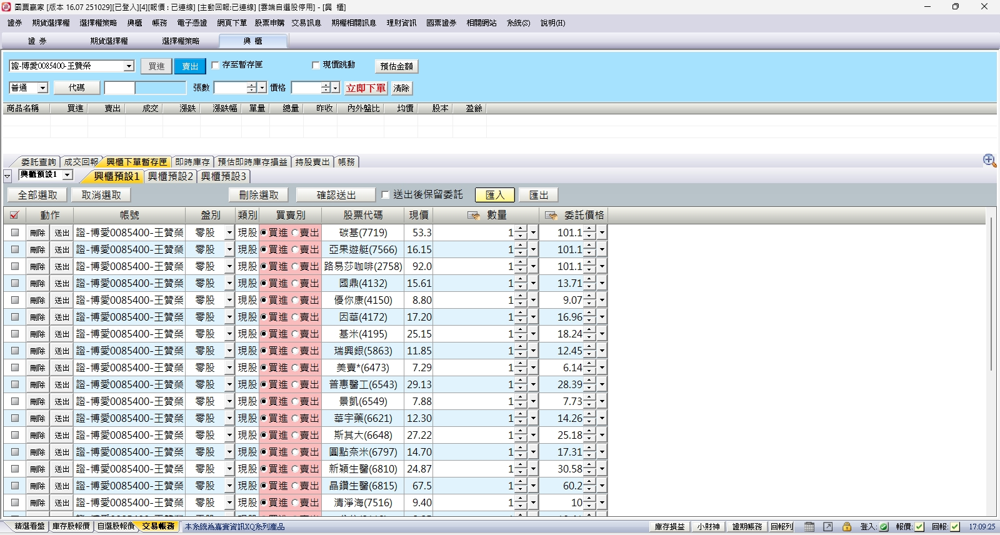 國票贏家 [版本 16.07 251029][已登入][4][報價 : 已連線] [主動回報:已連線] [雲端自選股停用] - [興 櫃]
證券 期貨選擇權 選擇權策略 興櫃 帳務 電子憑證 網頁下單 股票申購 交易訊息 期權相關訊息 理財資訊 國票證券 相關網站 系統(S) 說明(H)
證 券 期貨選擇權 選擇權策略 興 櫃
證-博愛0085400-王贊榮 買進 賣出 存至暫存匣 現價跳動 預估金額
普通 代碼 張數 價格 立即下單 清除
商品名稱 買進 賣出 成交 漲跌 漲跌幅 單量 總量 昨收 內外盤比 均價 股本 盈餘
委託查詢 成交回報 興櫃下單暫存匣 即時庫存 預估即時庫存損益 持股賣出 帳務
興櫃預設1 興櫃預設1 興櫃預設2 興櫃預設3
全部選取 取消選取 刪除選取 確認送出 送出後保留委託 匯入 匯出
動作 帳號 盤別 類別 買賣別 股票代碼 現價 數量 委託價格
刪除 送出 證-博愛0085400-王贊榮 零股 現股 買進 賣出 碳基(7719) 53.3 1 101.1
刪除 送出 證-博愛0085400-王贊榮 零股 現股 買進 賣出 亞果遊艇(7566) 16.15 1 101.1
刪除 送出 證-博愛0085400-王贊榮 零股 現股 買進 賣出 路易莎咖啡(2758) 92.0 1 101.1
刪除 送出 證-博愛0085400-王贊榮 零股 現股 買進 賣出 國鼎(4132) 15.61 1 13.71
刪除 送出 證-博愛0085400-王贊榮 零股 現股 買進 賣出 優你康(4150) 8.80 1 9.07
刪除 送出 證-博愛0085400-王贊榮 零股 現股 買進 賣出 因華(4172) 17.20 1 16.96
刪除 送出 證-博愛0085400-王贊榮 零股 現股 買進 賣出 基米(4195) 25.15 1 18.24
刪除 送出 證-博愛0085400-王贊榮 零股 現股 買進 賣出 瑞興銀(5863) 11.85 1 12.45
刪除 送出 證-博愛0085400-王贊榮 零股 現股 買進 賣出 美賣*(6473) 7.29 1 6.14
刪除 送出 證-博愛0085400-王贊榮 零股 現股 買進 賣出 普惠醫工(6543) 29.13 1 28.39
刪除 送出 證-博愛0085400-王贊榮 零股 現股 買進 賣出 景凱(6549) 7.88 1 7.73
刪除 送出 證-博愛0085400-王贊榮 零股 現股 買進 賣出 華宇藥(6621) 12.30 1 14.26
刪除 送出 證-博愛0085400-王贊榮 零股 現股 買進 賣出 斯其大(6648) 27.22 1 25.18
刪除 送出 證-博愛0085400-王贊榮 零股 現股 買進 賣出 圓點奈米(6797) 14.70 1 17.31
刪除 送出 證-博愛0085400-王贊榮 零股 現股 買進 賣出 新穎生醫(6810) 24.87 1 30.58
刪除 送出 證-博愛0085400-王贊榮 零股 現股 買進 賣出 晶鑽生醫(6815) 67.5 1 60.2
刪除 送出 證-博愛0085400-王贊榮 零股 現股 買進 賣出 清淨海(7516) 9.40 1 10
精選看盤 庫存股報價 自選股報價 交易帳務 本系統為嘉實資訊XQ系列產品 庫存損益 小財神 證期帳務 回報列 登入: 報價: 回報: 17:09:25